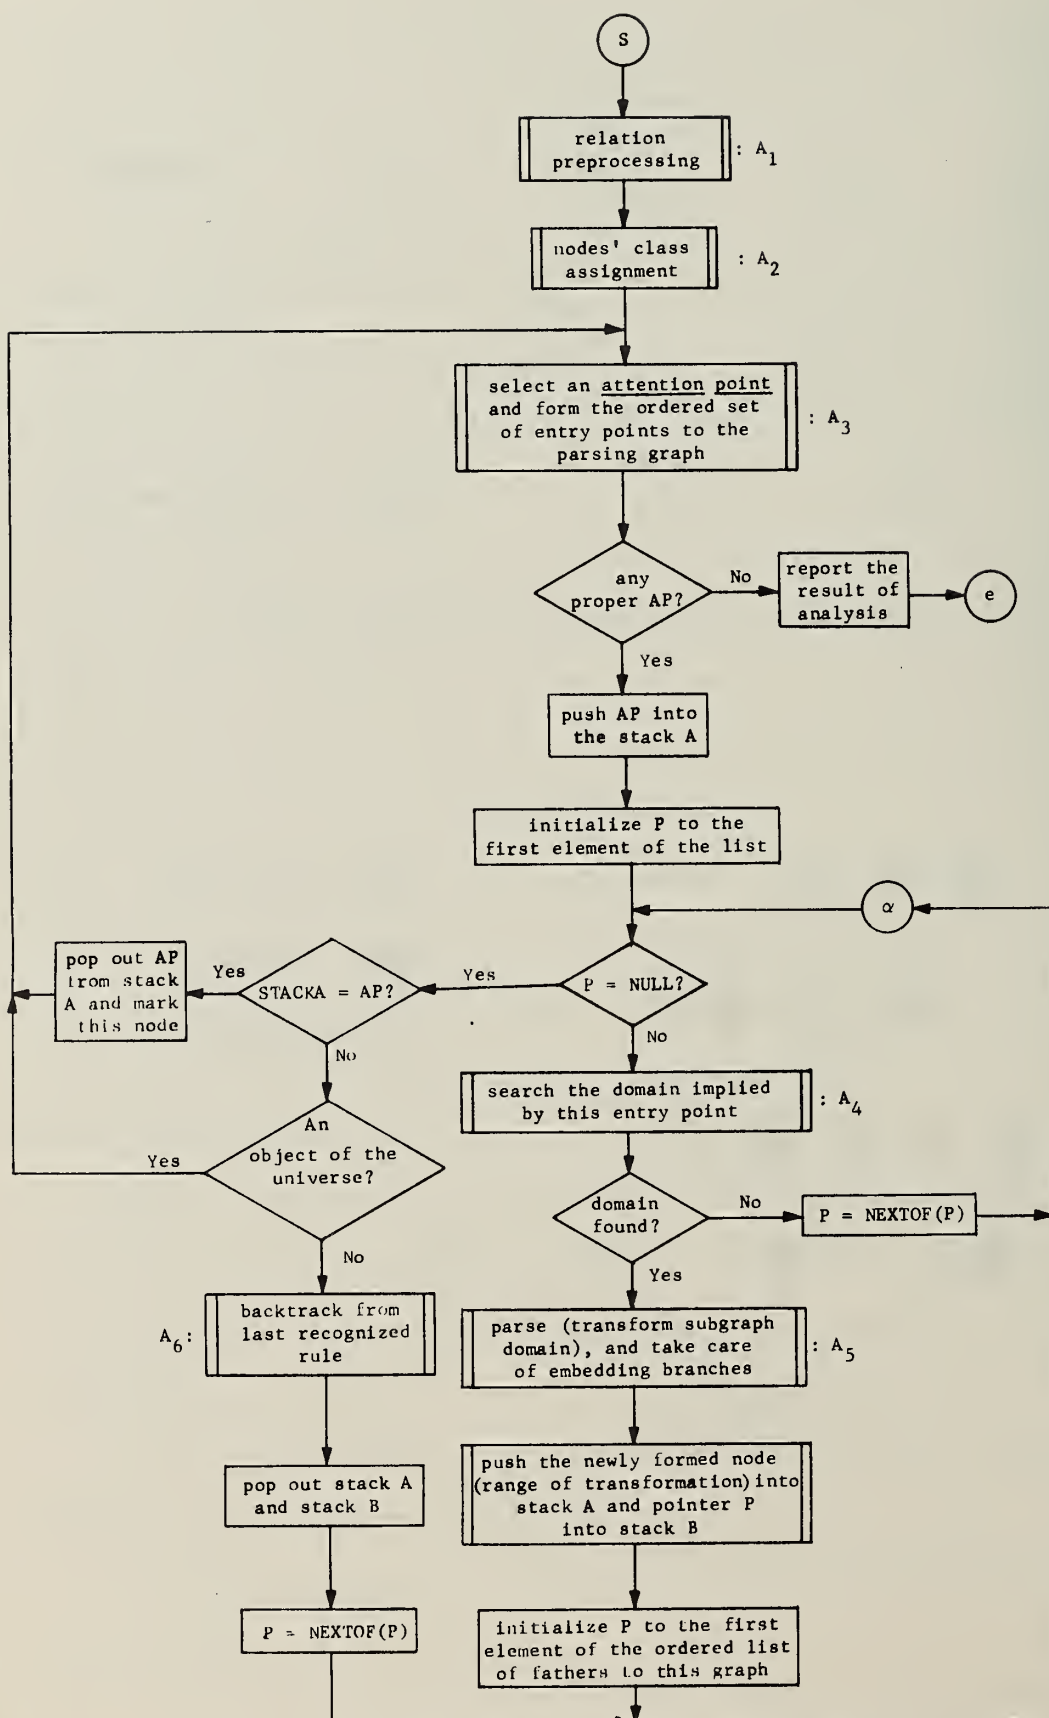 S
relation
preprocessing
: A1
nodes' class
assignment
: A2
select an attention point
and form the ordered set
of entry points to the
parsing graph
: A3
any
proper AP?
No
report the
result of
analysis
e
Yes
push AP into
the stack A
initialize P to the
first element of the list
α
pop out AP
from stack
A and mark
this node
Yes
STACKA = AP?
Yes
P = NULL?
No
No
search the domain implied
by this entry point
: A4
An
object of the
universe?
Yes
domain
found?
No
P = NEXTOF(P)
No
Yes
A6:
backtrack from
last recognized
rule
parse (transform subgraph
domain), and take care
of embedding branches
: A5
pop out stack A
and stack B
push the newly formed node
(range of transformation) into
stack A and pointer P
into stack B
P = NEXTOF(P)
initialize P to the first
element of the ordered list
of fathers to this graph